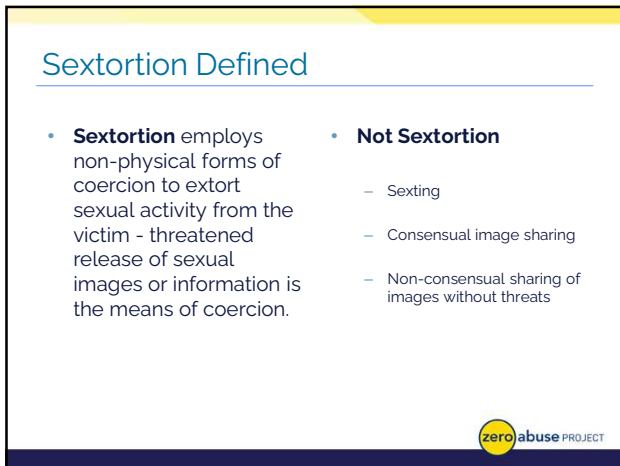 Sextortion Defined
• Sextortion employs
non-physical forms of
coercion to extort
sexual activity from the
victim - threatened
release of sexual
images or information is
the means of coercion.
• Not Sextortion
– Sexting
– Consensual image sharing
– Non-consensual sharing of
images without threats
zero abuse PROJECT